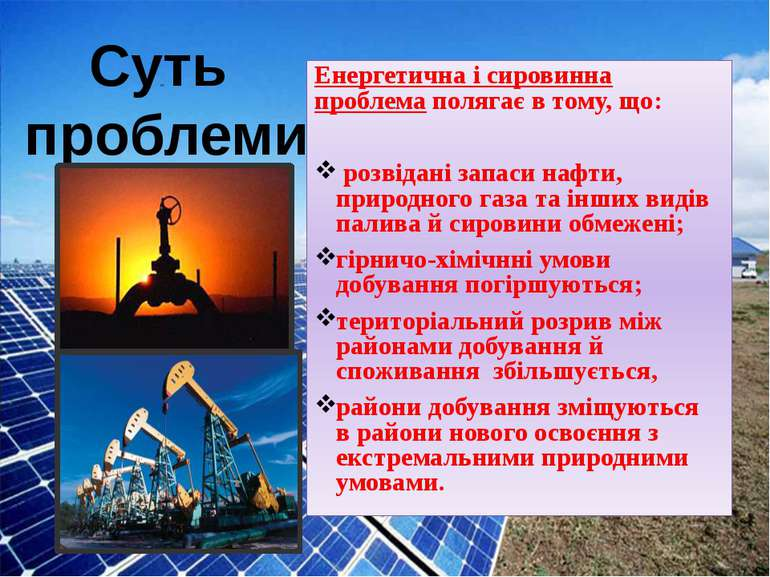 Суть
проблеми
Енергетична і сировинна
проблема полягає в тому, що:
❖ розвідані запаси нафти,
природного газа та інших видів
палива й сировини обмежені;
❖гірничо-хімічнні умови
добування погіршуються;
❖територіальний розрив між
районами добування й
споживання збільшується,
❖райони добування зміщуються
в райони нового освоєння з
екстремальними природними
умовами.